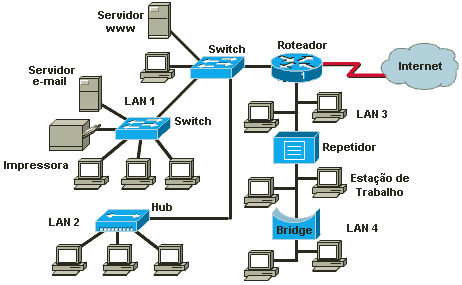 Servidor
www
Switch
Roteador
Internet
1
Servidor
e-mail
LAN 1
Switch
LAN 3
Impressora
Repetidor
Estação de
Trabalho
Hub
LAN 2
Bridge
LAN 4